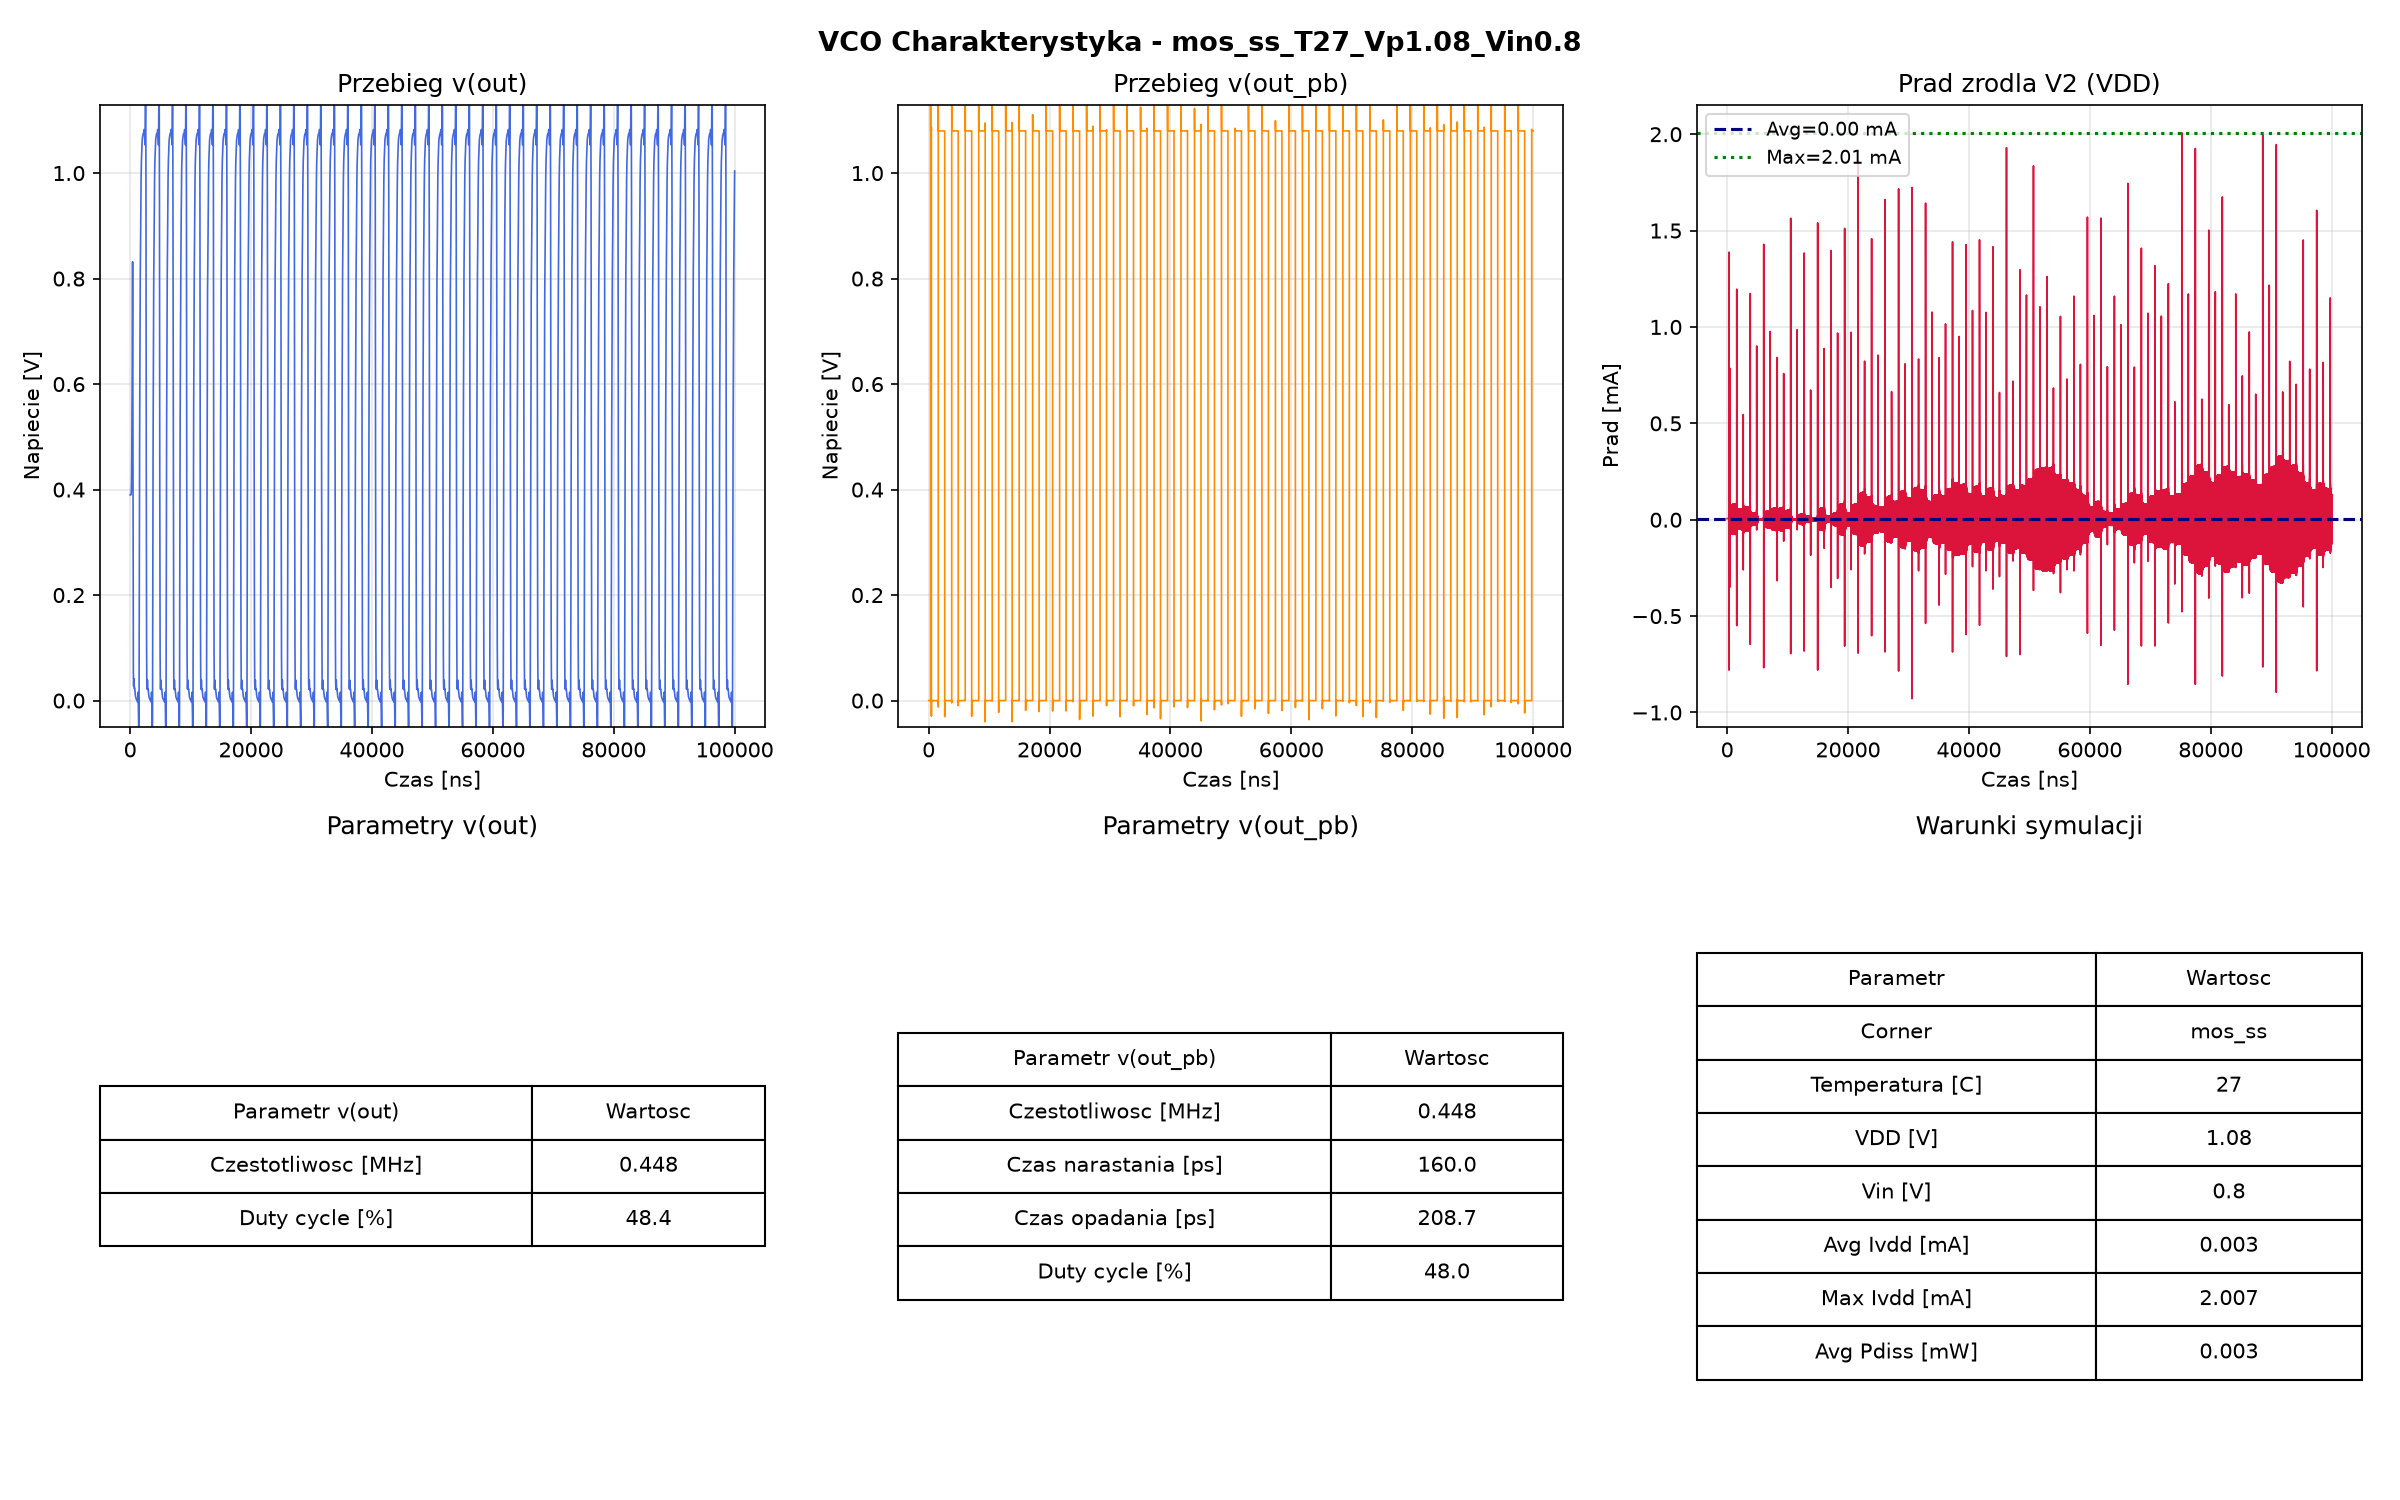 VCO Charakterystyka - mos_ss_T27_Vp1.08_Vin0.8
Przebieg v(out)
Napiecie [V]
1.0
0.8
0.6
0.4
0.2
0.0
0 20000 40000 60000 80000 100000
Czas [ns]
Przebieg v(out_pb)
Napiecie [V]
1.0
0.8
0.6
0.4
0.2
0.0
0 20000 40000 60000 80000 100000
Czas [ns]
Prad zrodla V2 (VDD)
Avg=0.00 mA
Max=2.01 mA
Prad [mA]
2.0
1.5
1.0
0.5
0.0
−0.5
−1.0
0 20000 40000 60000 80000 100000
Czas [ns]
Parametry v(out)
Parametr v(out) Wartosc
Czestotliwosc [MHz] 0.448
Duty cycle [%] 48.4
Parametry v(out_pb)
Parametr v(out_pb) Wartosc
Czestotliwosc [MHz] 0.448
Czas narastania [ps] 160.0
Czas opadania [ps] 208.7
Duty cycle [%] 48.0
Warunki symulacji
Parametr Wartosc
Corner mos_ss
Temperatura [C] 27
VDD [V] 1.08
Vin [V] 0.8
Avg Ivdd [mA] 0.003
Max Ivdd [mA] 2.007
Avg Pdiss [mW] 0.003